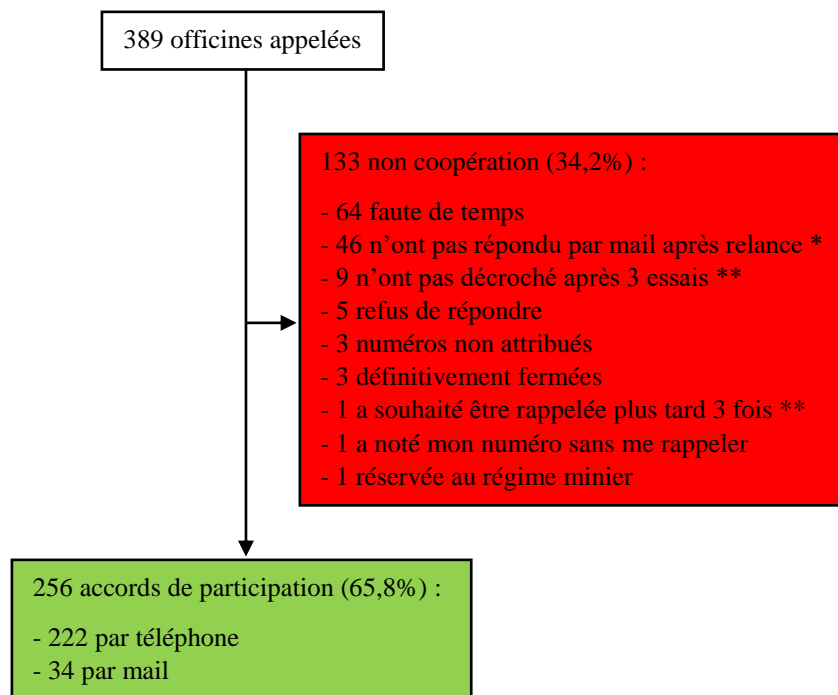 389 officines appelées
133 non coopération (34,2%) :
- 64 faute de temps
- 46 n’ont pas répondu par mail après relance *
- 9 n’ont pas décroché après 3 essais **
- 5 refus de répondre
- 3 numéros non attribués
- 3 définitivement fermées
- 1 a souhaité être rappelée plus tard 3 fois **
- 1 a noté mon numéro sans me rappeler
- 1 réservée au régime minier
256 accords de participation (65,8%) :
- 222 par téléphone
- 34 par mail